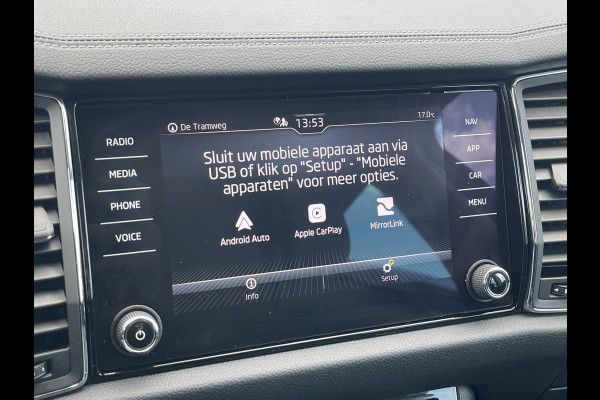 De Tramweg 13:53 17.0°C
RADIO
MEDIA
PHONE
VOICE
Sluit uw mobiele apparaat aan via
USB of klik op "Setup" - "Mobiele
apparaten" voor meer opties.
Android Auto Apple CarPlay MirrorLink
Info Setup
NAV
APP
CAR
MENU